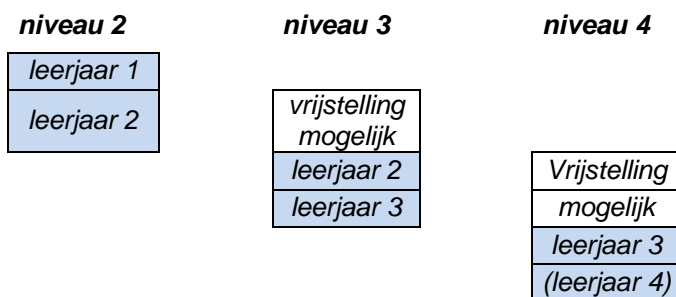 niveau 2
niveau 3
niveau 4
leerjaar 1
leerjaar 2
vrijstelling
mogelijk
leerjaar 2
leerjaar 3
Vrijstelling
mogelijk
leerjaar 3
(leerjaar 4)